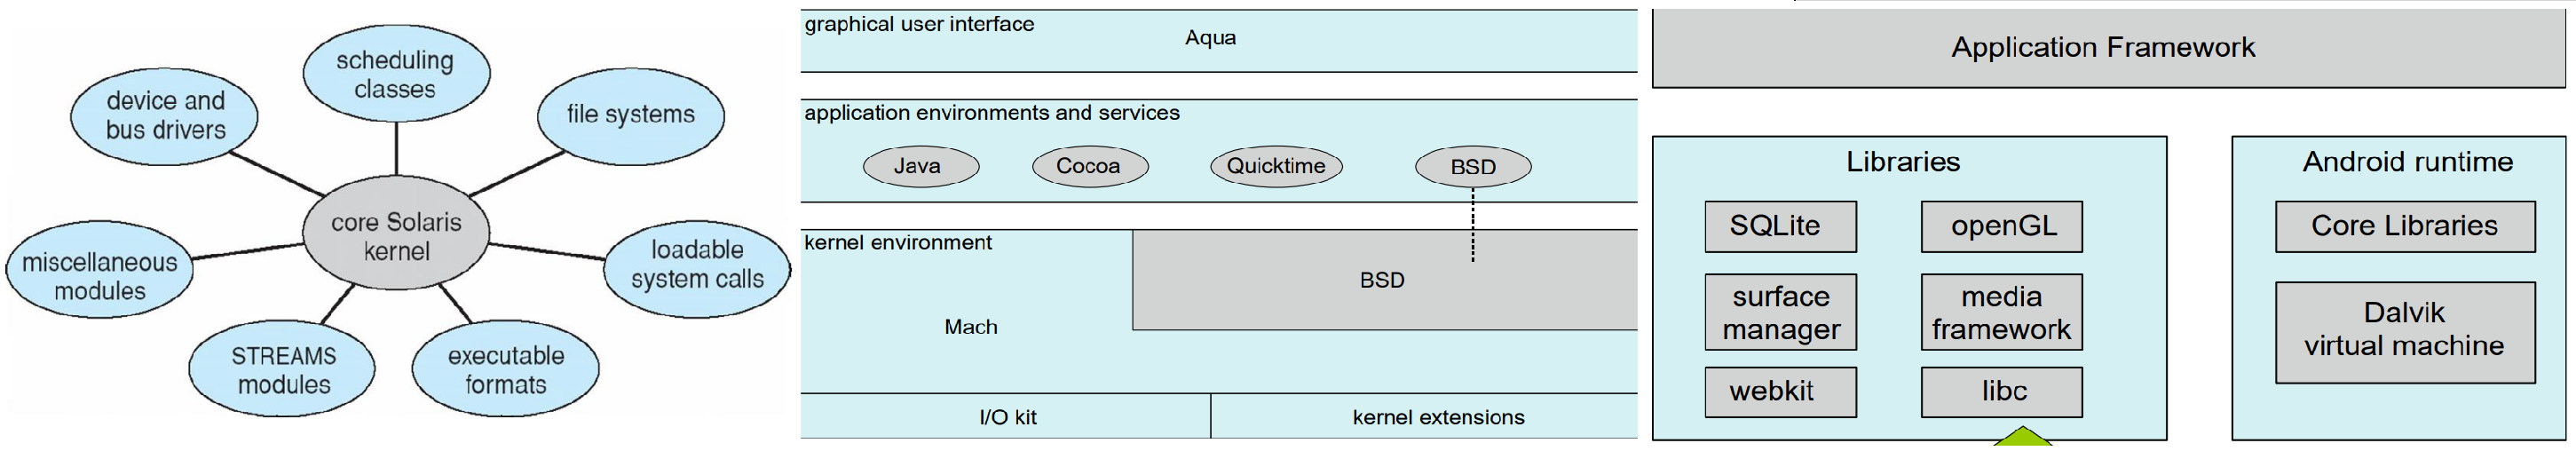 scheduling
classes
device and
bus drivers
file systems
core Solaris
kernel
miscellaneous
modules
loadable
system calls
STREAMS
modules
executable
formats
graphical user interface
Aqua
application environments and services
Java
Cocoa
Quicktime
BSD
kernel environment
BSD
Mach
I/O kit
kernel extensions
Application Framework
Libraries
SQLite
openGL
surface
manager
media
framework
webkit
libc
Android runtime
Core Libraries
Dalvik
virtual machine